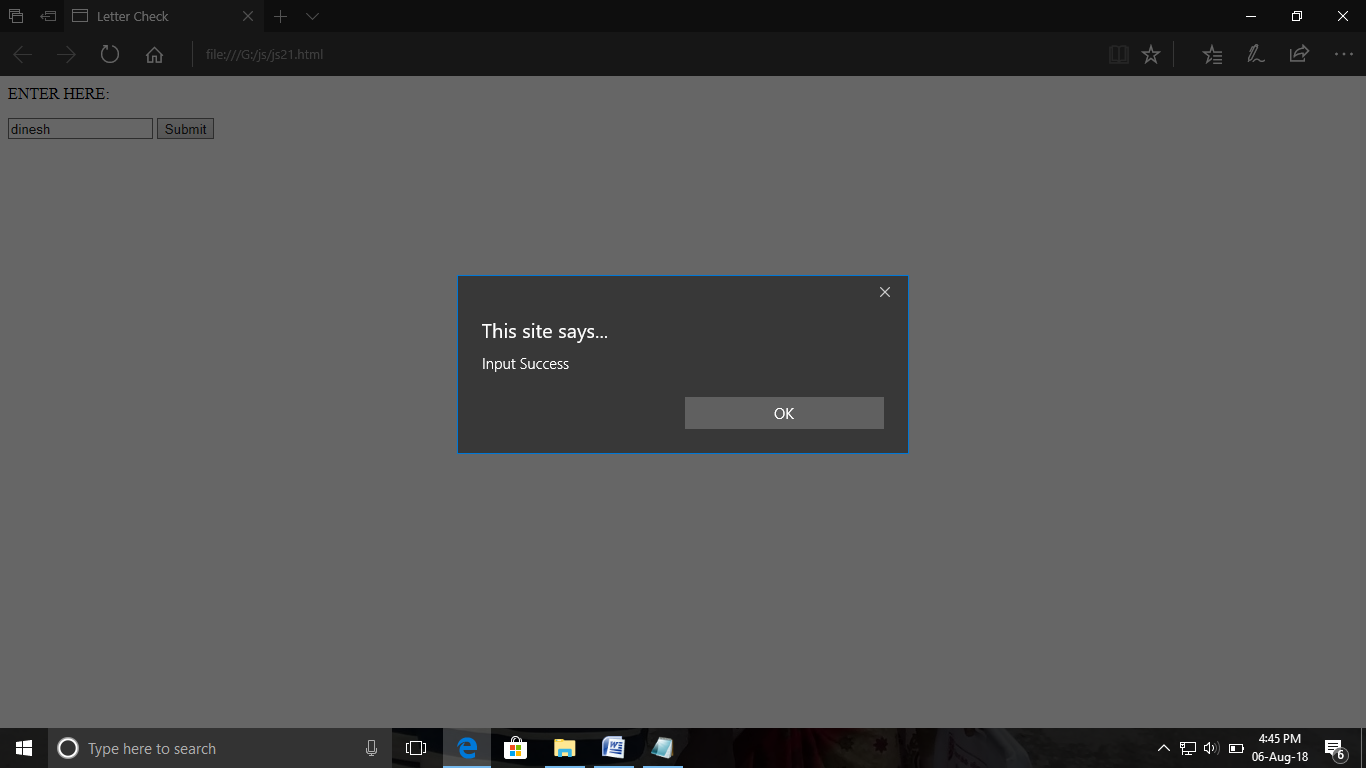 Letter Check
file:///G:/js/js21.html
ENTER HERE:
dinesh Submit
This site says...
Input Success
OK
Type here to search
4:45 PM
06-Aug-18
6